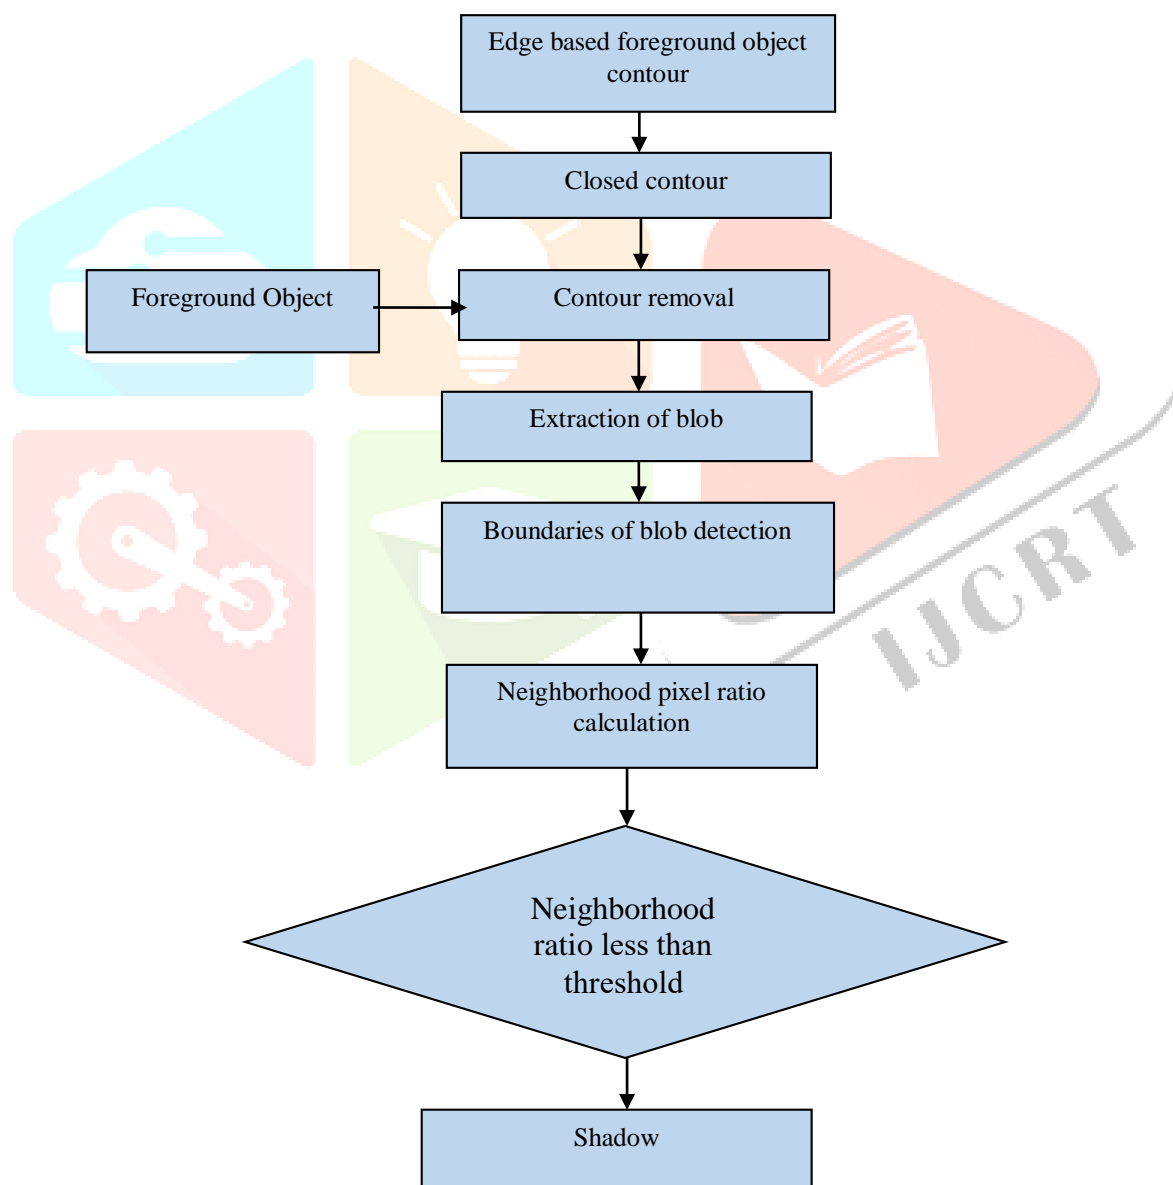 Edge based foreground object
contour
Closed contour
Foreground Object
Contour removal
Extraction of blob
Boundaries of blob detection
Neighborhood pixel ratio
calculation
Neighborhood
ratio less than
threshold
Shadow
IJCRT